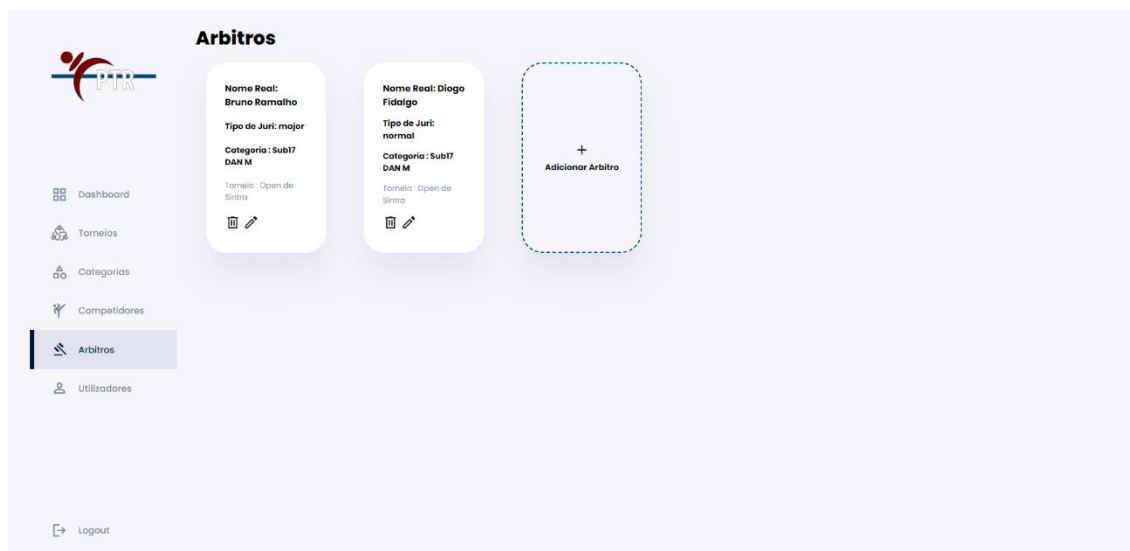 Arbitros
PTR
Nome Real:
Bruno Ramalho
Tipo de Juri: major
Categoria : Sub17
DAN M
Torneio : Open de
Sintra
Nome Real: Diogo
Fidalgo
Tipo de Juri:
normal
Categoria : Sub17
DAN M
Torneio : Open de
Sintra
+
Adicionar Arbitro
Dashboard
Torneios
Categorias
Competidores
Arbitros
Utilizadores
Logout